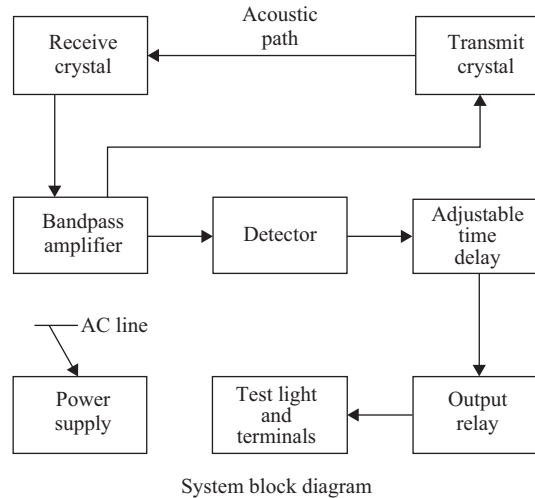 Receive
crystal
Acoustic
path
Transmit
crystal
Bandpass
amplifier
Detector
Adjustable
time
delay
AC line
Power
supply
Test light
and
terminals
Output
relay
System block diagram